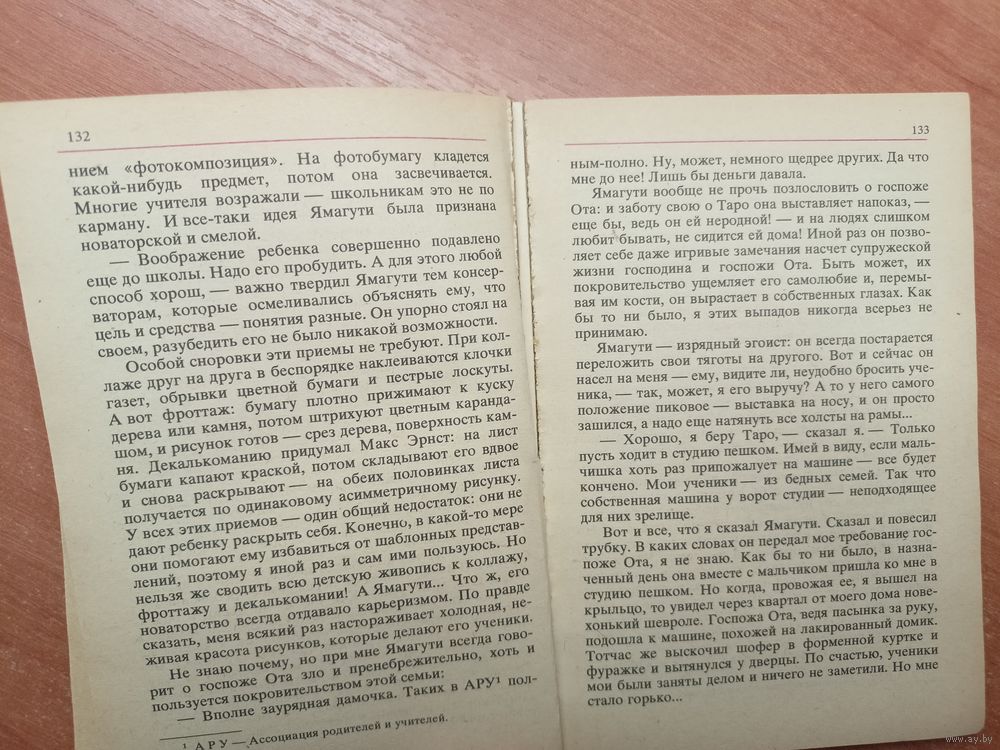 132
нием «фотокомпозиция». На фотобумагу кладется
какой-нибудь предмет, потом она засвечивается.
Многие учителя возражали — школьникам это не по
карману. И все-таки идея Ямагути была признана
новаторской и смелой.
— Воображение ребенка совершенно подавлено
еще до школы. Надо его пробудить. А для этого любой
способ хорош, — важно твердил Ямагути тем консер-
ваторам, которые осмеливались объяснять ему, что
цель и средства — понятия разные. Он упорно стоял на
своем, разубедить его не было никакой возможности.
Особой сноровки эти приемы не требуют. При кол-
лаже друг на друга в беспорядке наклеиваются клочки
газет, обрывки цветной бумаги и пестрые лоскуты.
А вот фроттаж: бумагу плотно прижимают к куску
дерева или камня, потом штрихуют цветным каранда-
шом, и рисунок готов — срез дерева, поверхность кам-
ня. Декалькоманию придумал Макс Эрнст: на лист
бумаги капают краской, потом складывают его вдвое
и снова раскрывают — на обеих половинках листа
получается по одинаковому асимметричному рисунку.
У всех этих приемов — один общий недостаток: они не
дают ребенку раскрыть себя. Конечно, в какой-то мере
они помогают ему избавиться от шаблонных представ-
лений, поэтому я иной раз и сам ими пользуюсь. Но
нельзя же сводить всю детскую живопись к коллажу,
фроттажу и декалькомании! А Ямагути... Что ж, его
новаторство всегда отдавало карьеризмом. По правде
сказать, меня всякий раз настораживает холодная, не-
живая красота рисунков, которые делают его ученики.
Не знаю почему, но при мне Ямагути всегда гово-
рит о госпоже Ота зло и пренебрежительно, хоть и
пользуется покровительством этой семьи:
— Вполне заурядная дамочка. Таких в АРУ¹ пол-
¹ АРУ — Ассоциация родителей и учителей.
133
ным-полно. Ну, может, немного щедрее других. Да что
мне до нее! Лишь бы деньги давала.
Ямагути вообще не прочь позлословить о госпоже
Ота: и заботу свою о Таро она выставляет напоказ, —
еще бы, ведь он ей неродной! — и на людях слишком
любит бывать, не сидится ей дома! Иной раз он позво-
ляет себе даже игривые замечания насчет супружеской
жизни господина и госпожи Ота. Быть может, их
покровительство ущемляет его самолюбие и, перемы-
вая им кости, он вырастает в собственных глазах. Как
бы то ни было, я этих выпадов никогда всерьез не
принимаю.
Ямагути — изрядный эгоист: он всегда постарается
переложить свои тяготы на другого. Вот и сейчас он
насел на меня — ему, видите ли, неудобно бросить уче-
ника, — так, может, я его выручу? А то у него самого
положение пиковое — выставка на носу, и он просто
зашился, а надо еще натянуть все холсты на рамы...
— Хорошо, я беру Таро, — сказал я. — Только
пусть ходит в студию пешком. Имей в виду, если маль-
чишка хоть раз припожалует на машине — все будет
кончено. Мои ученики — из бедных семей. Так что
собственная машина у ворот студии — неподходящее
для них зрелище.
Вот и все, что я сказал Ямагути. Сказал и повесил
трубку. В каких словах он передал мое требование гос-
поже Ота, я не знаю. Как бы то ни было, в назна-
ченный день она вместе с мальчиком пришла ко мне в
студию пешком. Но когда, провожая ее, я вышел на
крыльцо, то увидел через квартал от моего дома нове-
хонький шевроле. Госпожа Ота, ведя пасынка за руку,
подошла к машине, похожей на лакированный домик.
Тотчас же выскочил шофер в форменной куртке и
фуражке и вытянулся у дверцы. По счастью, ученики
мои были заняты делом и ничего не заметили. Но мне
стало горько...
www.ay.by